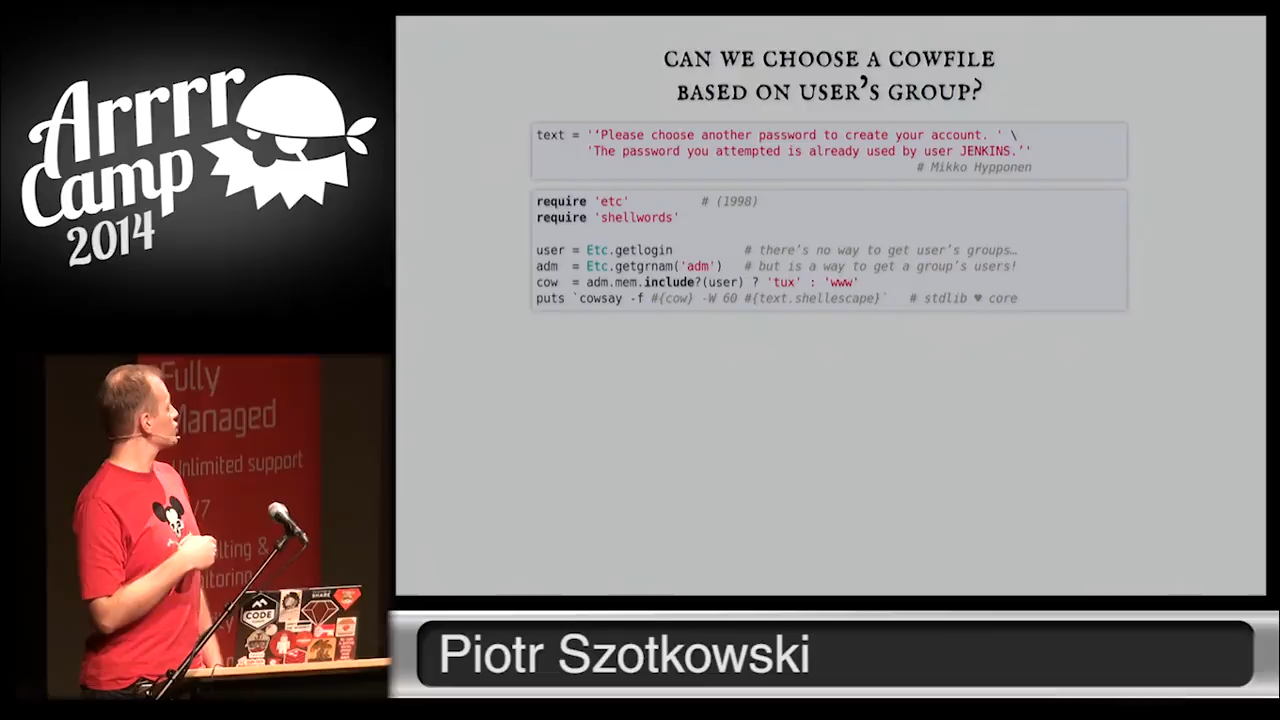 Arrrr
Camp
2014
CAN WE CHOOSE A COWFILE
BASED ON USER'S GROUP?
text = '‘Please choose another password to create your account. ' \
'The password you attempted is already used by user JENKINS.’'
# Mikko Hypponen
require 'etc' # (1998)
require 'shellwords'
user = Etc.getlogin # there's no way to get user's groups…
adm = Etc.getgrnam('adm') # but is a way to get a group's users!
cow = adm.mem.include?(user) ? 'tux' : 'www'
puts `cowsay -f #{cow} -W 60 #{text.shellescape}` # stdlib ♥ core
Fully
Managed
Unlimited support
/7
lting &
nitoring
CODE
SHARE
Piotr Szotkowski